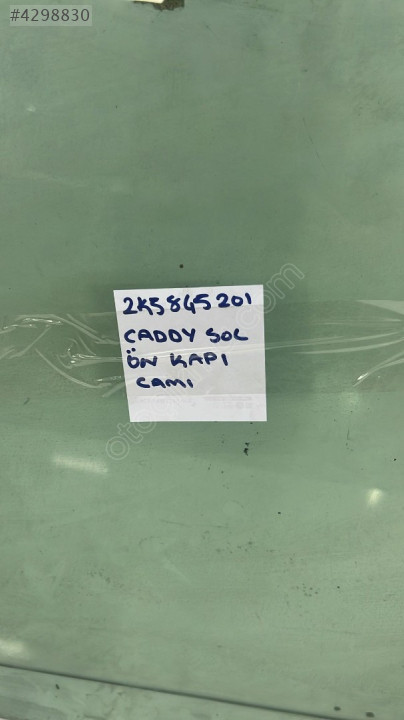 #4298830
2K5845201
CADDY SOL
ÖN KAPI
CAMI